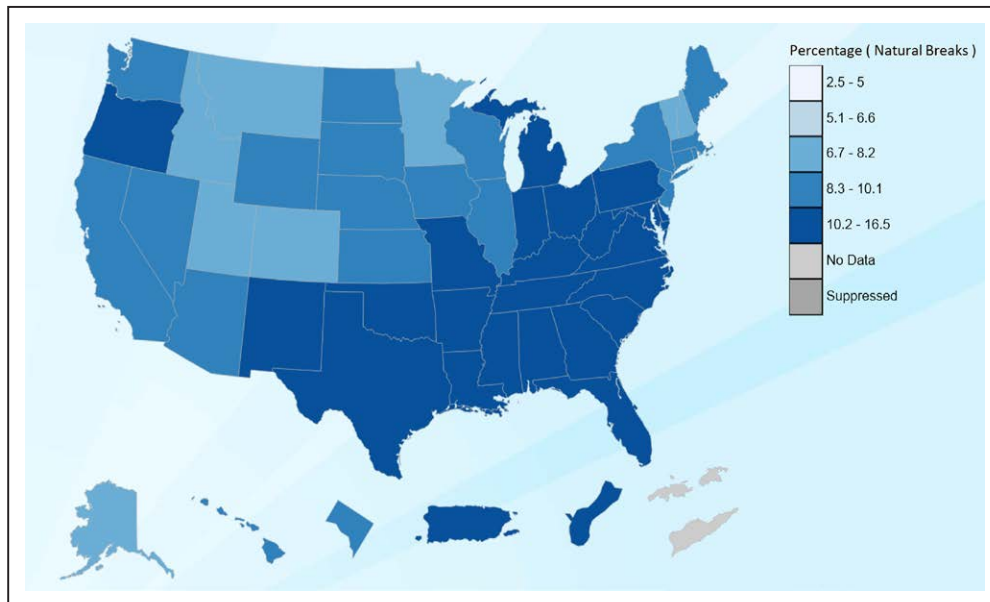 Percentage ( Natural Breaks )
2.5 - 5
5.1 - 6.6
6.7 - 8.2
8.3 - 10.1
10.2 - 16.5
No Data
Suppressed